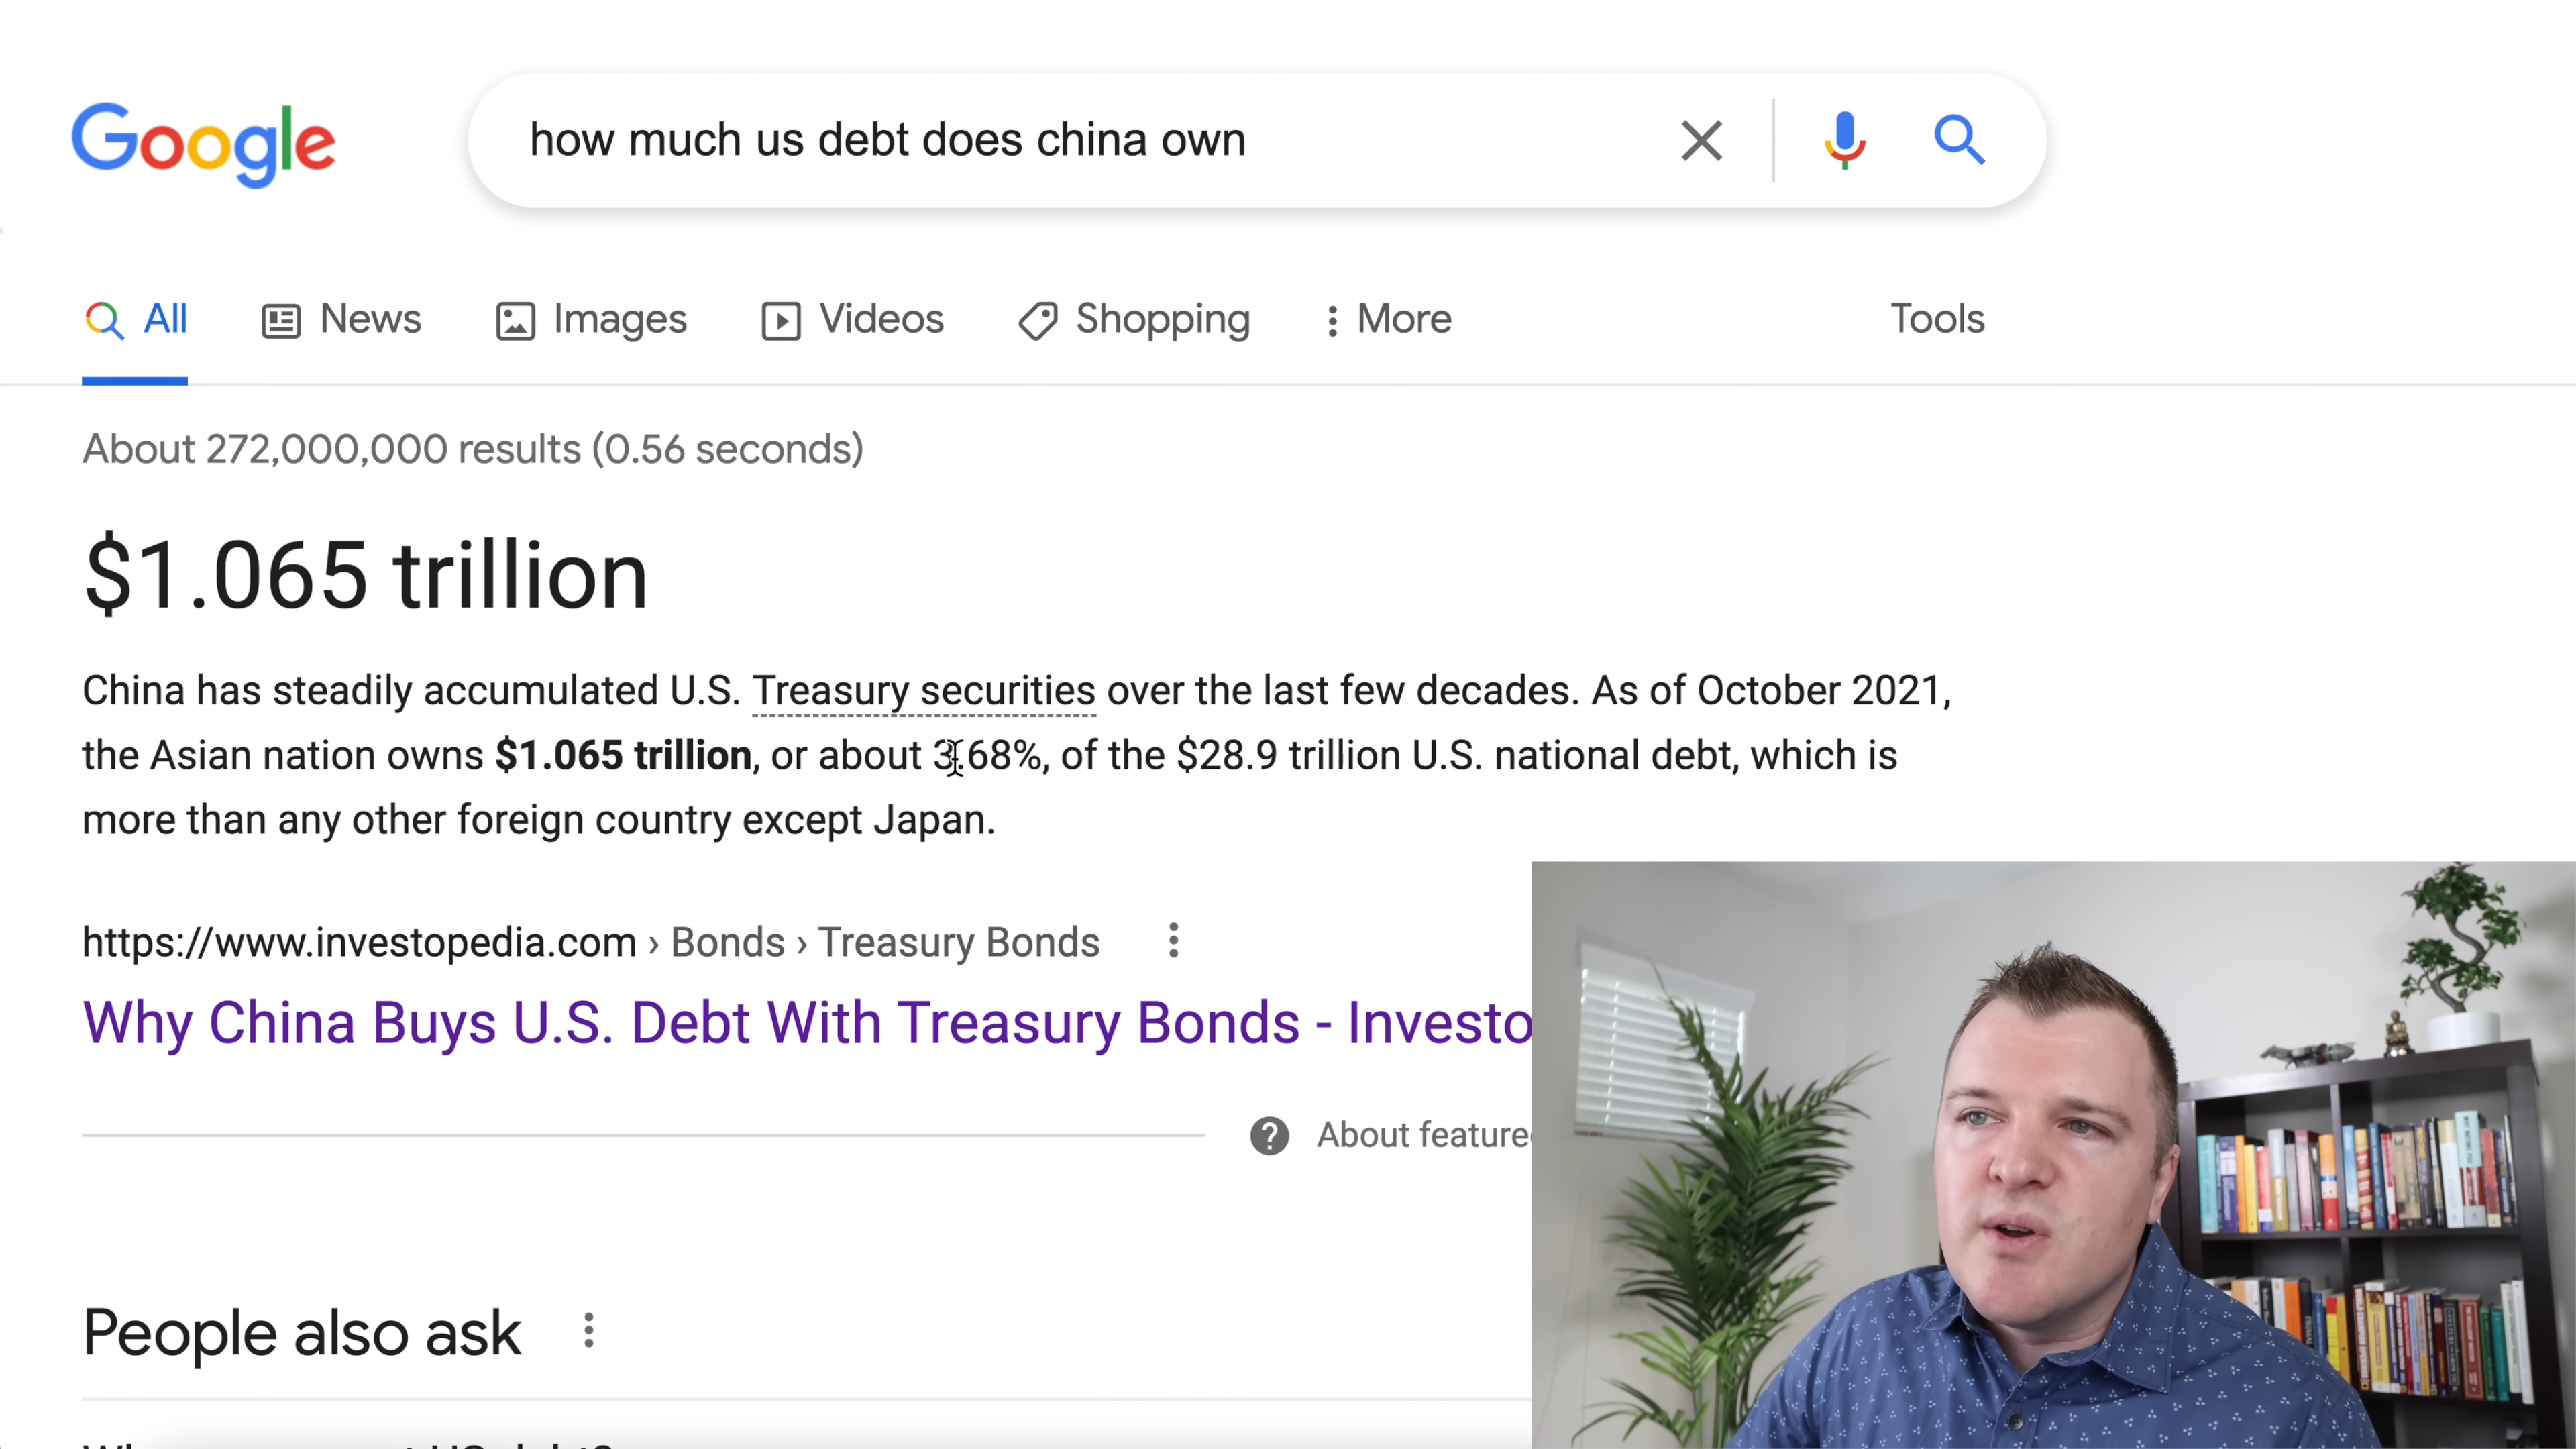 Google
how much us debt does china own
All News Images Videos Shopping More Tools
About 272,000,000 results (0.56 seconds)
$1.065 trillion
China has steadily accumulated U.S. Treasury securities over the last few decades. As of October 2021,
the Asian nation owns $1.065 trillion, or about 3.68%, of the $28.9 trillion U.S. national debt, which is
more than any other foreign country except Japan.
https://www.investopedia.com › Bonds › Treasury Bonds
Why China Buys U.S. Debt With Treasury Bonds - Investo
About feature
People also ask